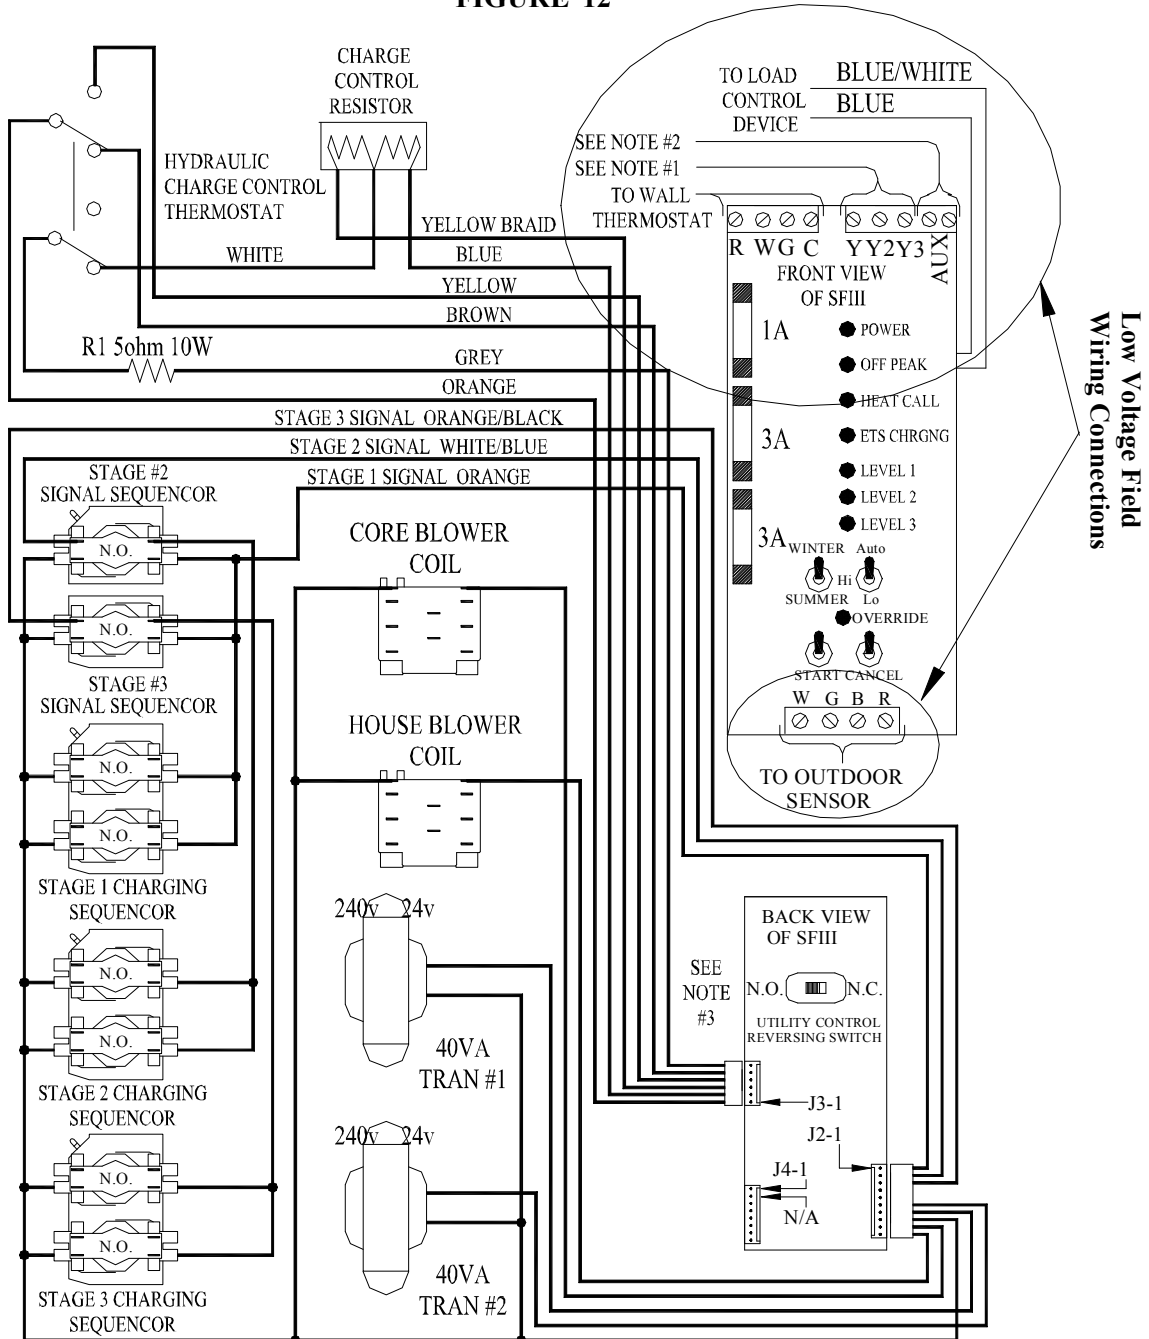 FIGURE 12
CHARGE
CONTROL
RESISTOR
HYDRAULIC
CHARGE CONTROL
THERMOSTAT
TO LOAD
CONTROL
DEVICE
BLUE/WHITE
BLUE
SEE NOTE #2
SEE NOTE #1
TO WALL
THERMOSTAT
R W G C Y Y2 Y3 AUX
FRONT VIEW
OF SFIII
YELLOW BRAID
WHITE
BLUE
YELLOW
BROWN
R1 5ohm 10W
GREY
ORANGE
STAGE 3 SIGNAL ORANGE/BLACK
STAGE 2 SIGNAL WHITE/BLUE
STAGE 1 SIGNAL ORANGE
1A
3A
3A
POWER
OFF PEAK
HEAT CALL
ETS CHRGNG
LEVEL 1
LEVEL 2
LEVEL 3
WINTER Auto
Hi
SUMMER Lo
OVERRIDE
START CANCEL
W G B R
TO OUTDOOR
SENSOR
Low Voltage Field
Wiring Connections
STAGE #2
SIGNAL SEQUENCOR
N.O.
N.O.
STAGE #3
SIGNAL SEQUENCOR
N.O.
N.O.
STAGE 1 CHARGING
SEQUENCOR
N.O.
N.O.
STAGE 2 CHARGING
SEQUENCOR
N.O.
N.O.
STAGE 3 CHARGING
SEQUENCOR
CORE BLOWER
COIL
HOUSE BLOWER
COIL
240v 24v
40VA
TRAN #1
240v 24v
40VA
TRAN #2
BACK VIEW
OF SFIII
SEE
NOTE
#3
N.O. N.C.
UTILITY CONTROL
REVERSING SWITCH
J3-1
J2-1
J4-1
N/A